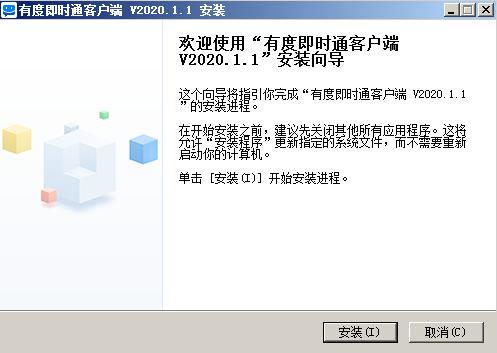 有度即时通客户端 V2020.1.1 安装
欢迎使用“有度即时通客户端
V2020.1.1”安装向导
这个向导将指引你完成“有度即时通客户端 V2020.1.1
”的安装进程。
在开始安装之前，建议先关闭其他所有应用程序。这将
允许“安装程序”更新指定的系统文件，而不需要重新
启动你的计算机。
单击 [安装(I)] 开始安装进程。
安装(I)
取消(C)